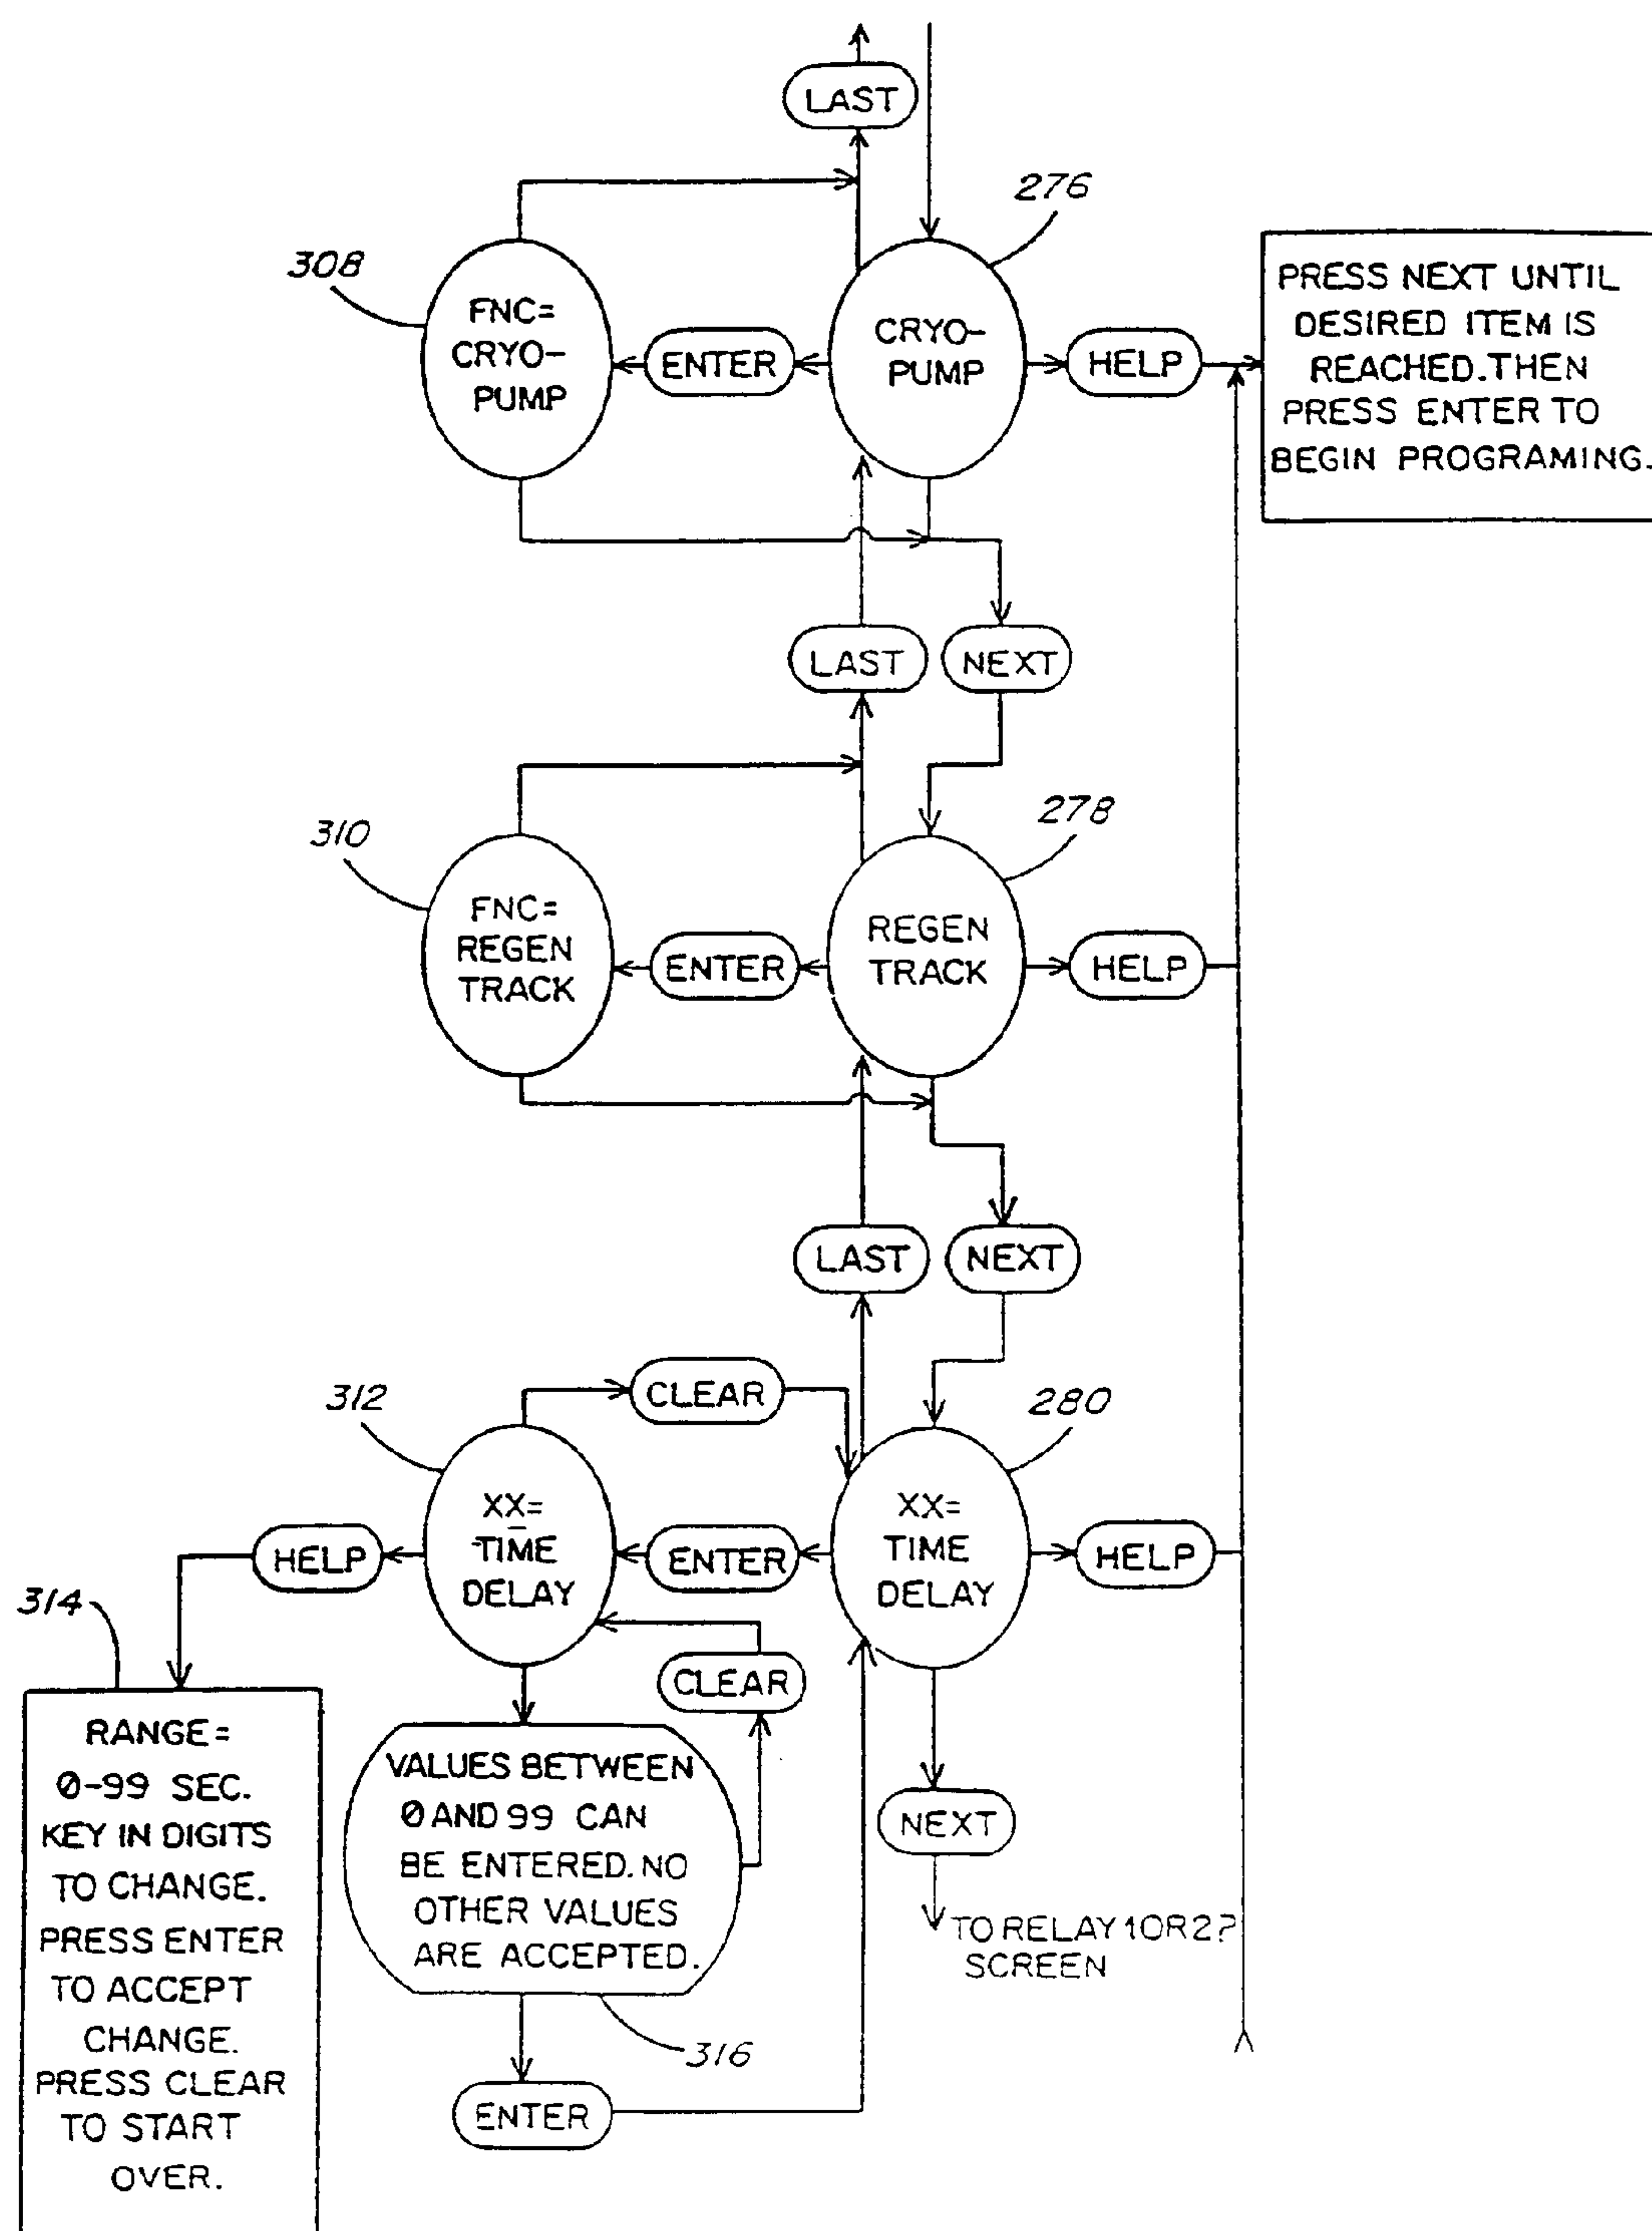 LAST
276
308
FNC=
CRYO-
PUMP
ENTER
CRYO-
PUMP
HELP
PRESS NEXT UNTIL
DESIRED ITEM IS
REACHED. THEN
PRESS ENTER TO
BEGIN PROGRAMING.
LAST
NEXT
278
310
FNC=
REGEN
TRACK
ENTER
REGEN
TRACK
HELP
LAST
NEXT
CLEAR
312
280
XX=
TIME
DELAY
HELP
ENTER
XX=
TIME
DELAY
HELP
314
CLEAR
RANGE=
0-99 SEC.
KEY IN DIGITS
TO CHANGE.
PRESS ENTER
TO ACCEPT
CHANGE.
PRESS CLEAR
TO START
OVER.
VALUES BETWEEN
0 AND 99 CAN
BE ENTERED. NO
OTHER VALUES
ARE ACCEPTED.
316
ENTER
NEXT
TO RELAY 1 OR 2?
SCREEN